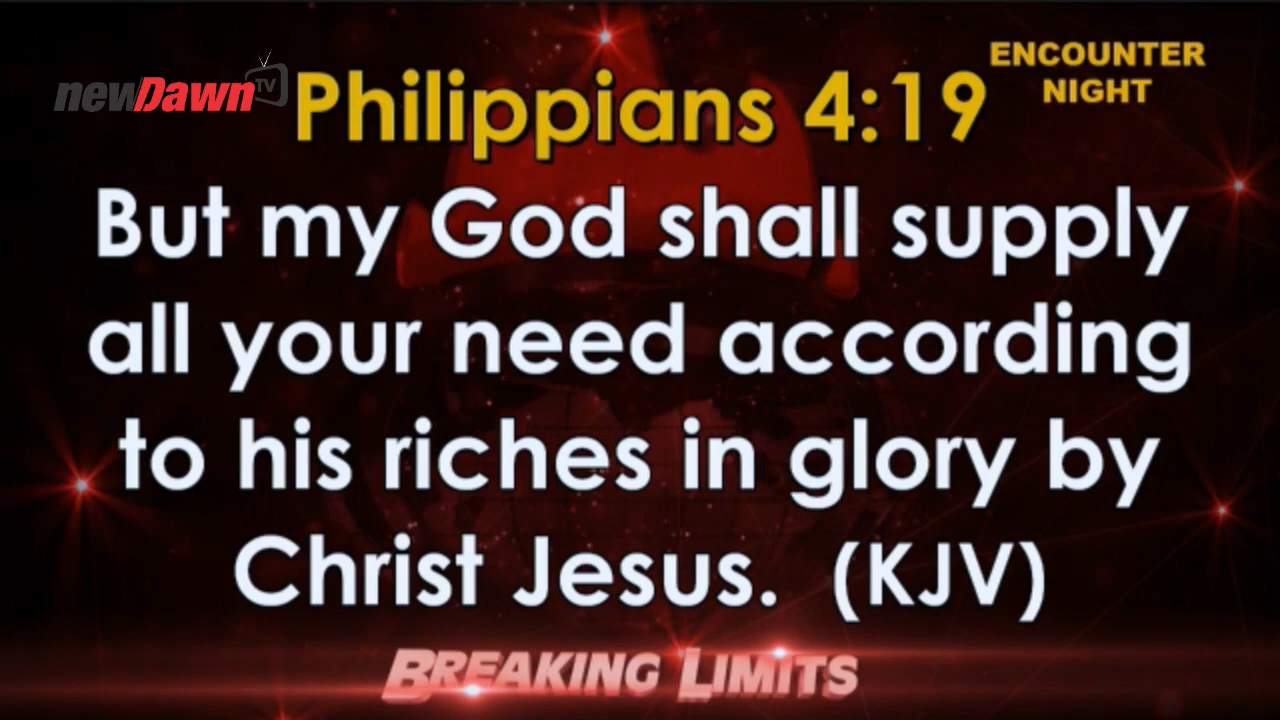 newDawn TV
ENCOUNTER
NIGHT
Philippians 4:19
But my God shall supply
all your need according
to his riches in glory by
Christ Jesus. (KJV)
BREAKING LIMITS